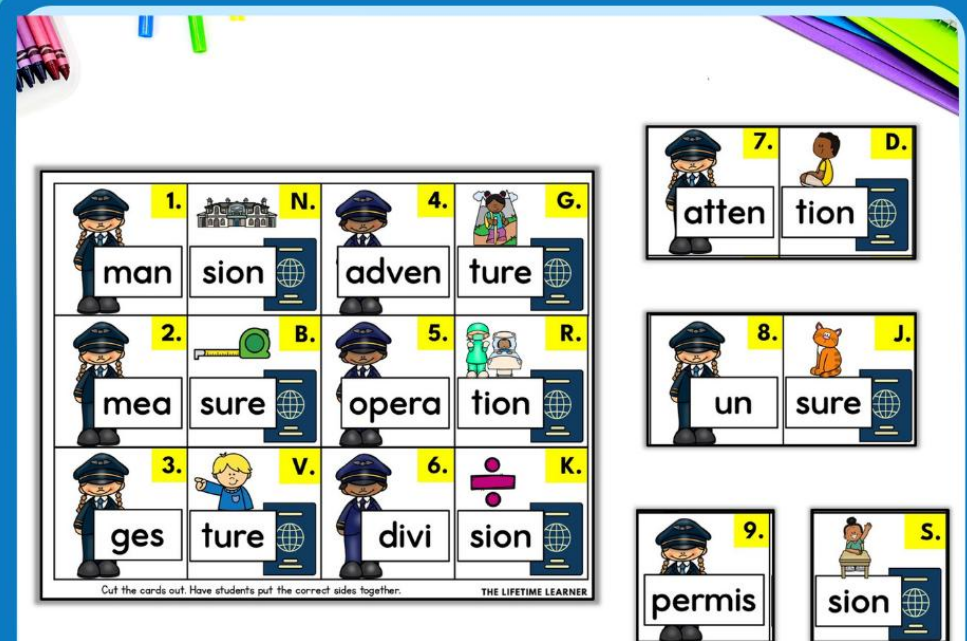 1. N. 4. G.
man sion adven ture
2. B. 5. R.
mea sure opera tion
3. V. 6. K.
ges ture divi sion
Cut the cards out. Have students put the correct sides together. THE LIFETIME LEARNER
7. D.
atten tion
8. J.
un sure
9. S.
permis sion